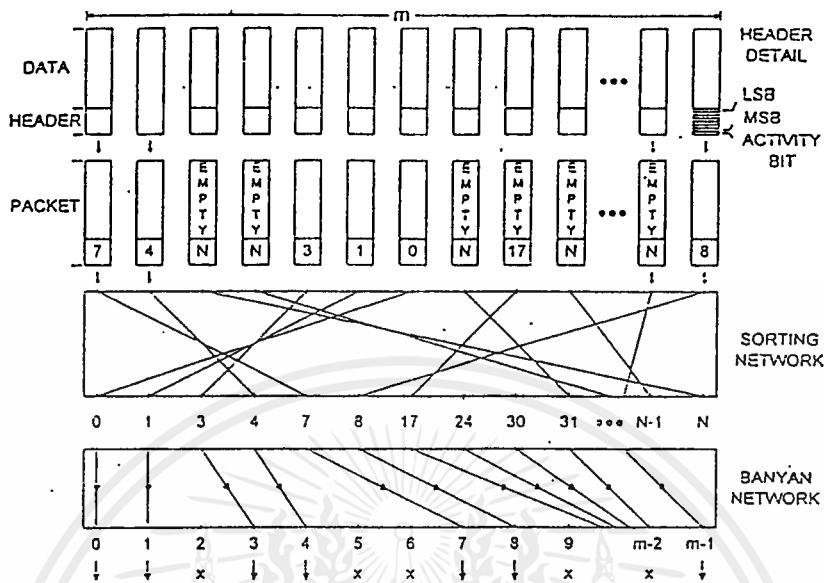 m
HEADER DETAIL
DATA
LSB
HEADER
MSB
ACTIVITY BIT
PACKET
EMPTY EMPTY EMPTY EMPTY EMPTY EMPTY
7 4 N N 3 1 0 N 17 N N 8
SORTING NETWORK
0 1 3 4 7 8 17 24 30 31 N-1 N
BANYAN NETWORK
0 1 2 3 4 5 6 7 8 9 m-2 m-1
x x x x x